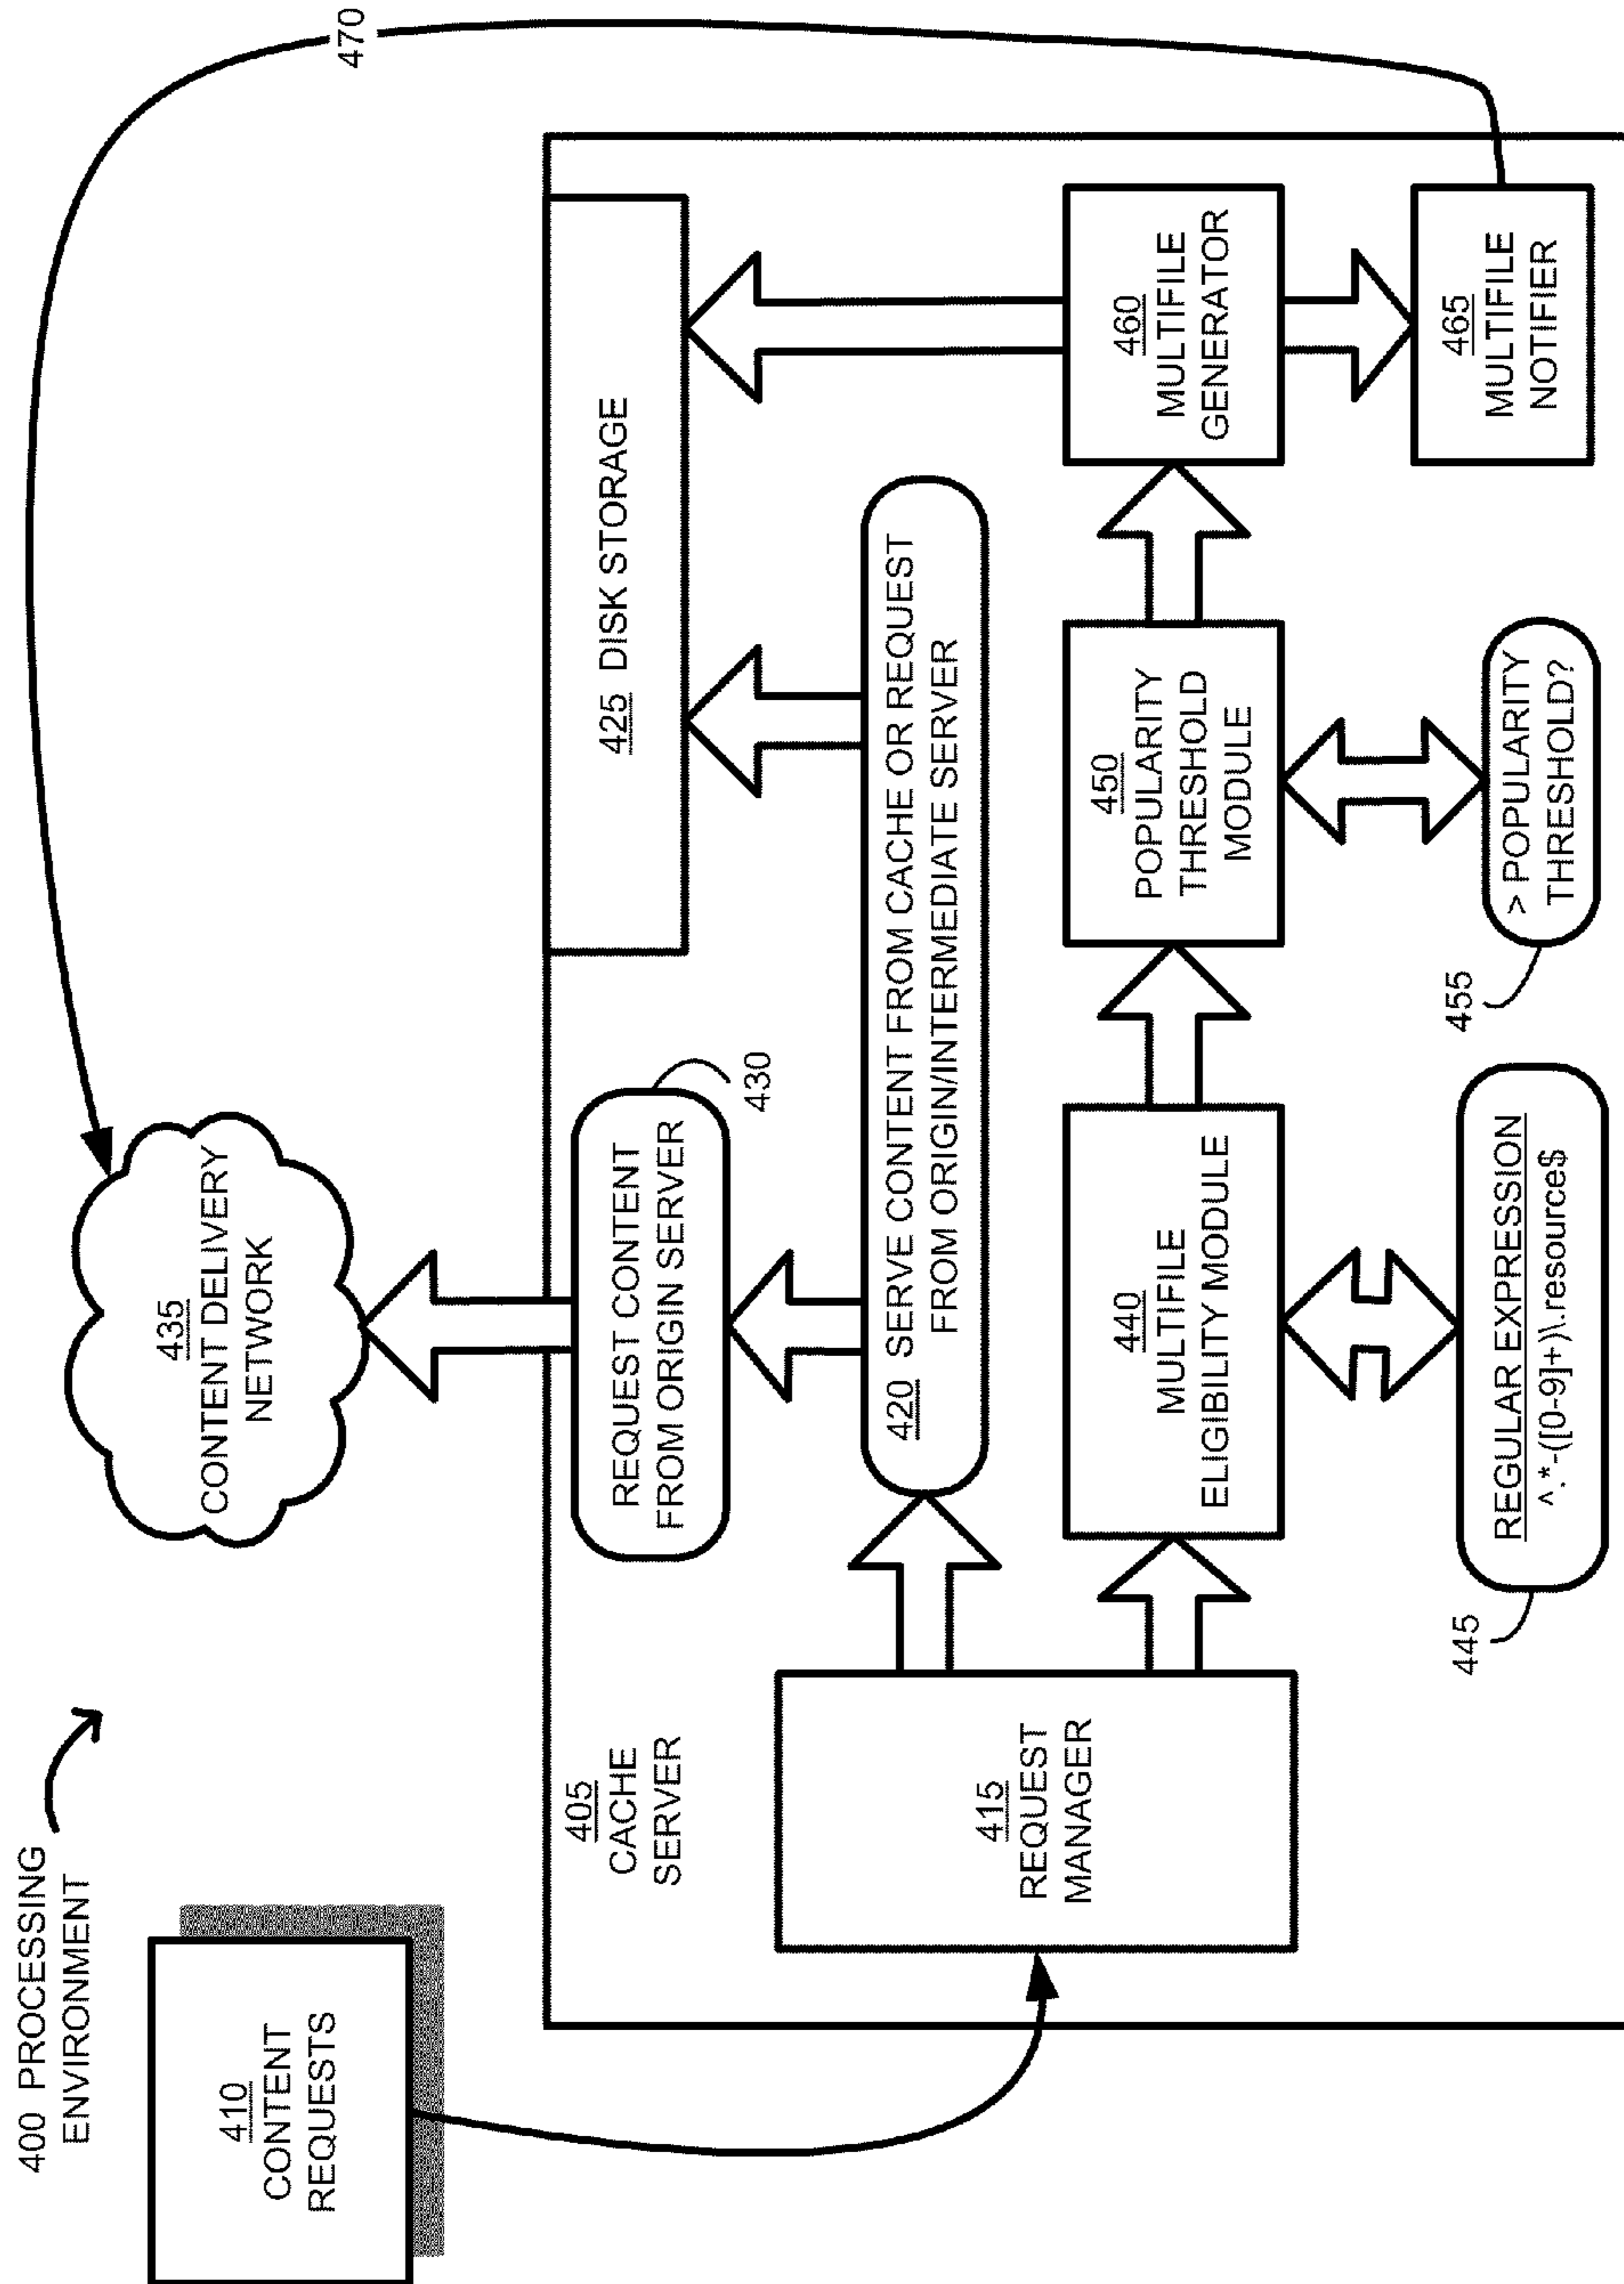 400 PROCESSING
ENVIRONMENT
410
CONTENT
REQUESTS
435
CONTENT DELIVERY
NETWORK
470
405
CACHE
SERVER
REQUEST CONTENT
FROM ORIGIN SERVER
430
425 DISK STORAGE
415
REQUEST
MANAGER
420 SERVE CONTENT FROM CACHE OR REQUEST
FROM ORIGIN/INTERMEDIATE SERVER
440
MULTIFILE
ELIGIBILITY MODULE
450
POPULARITY
THRESHOLD
MODULE
460
MULTIFILE
GENERATOR
445
REGULAR EXPRESSION
^.*-([0-9]+)\.resource$
455
> POPULARITY
THRESHOLD?
465
MULTIFILE
NOTIFIER